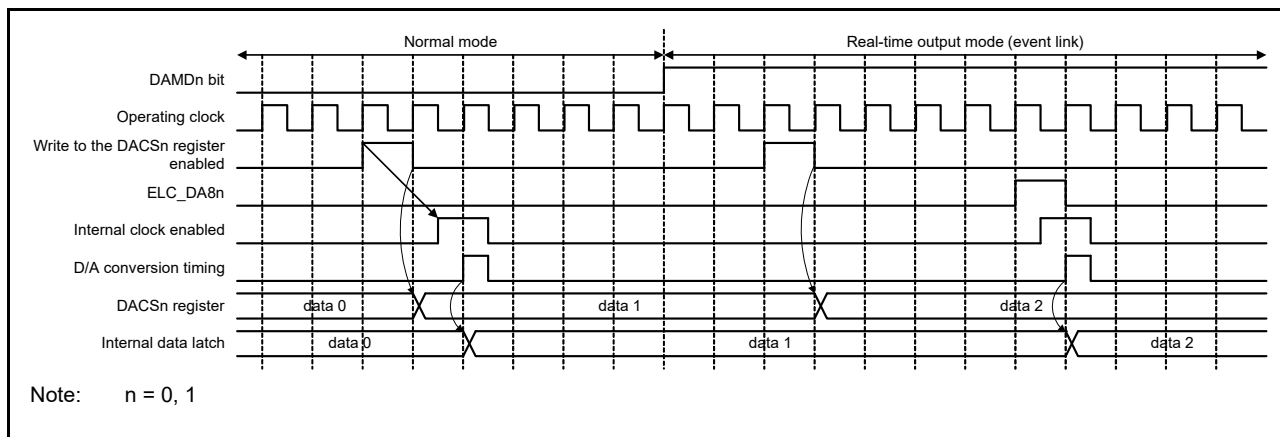 Normal mode Real-time output mode (event link)
DAMDn bit
Operating clock
Write to the DACSn register
enabled
ELC_DA8n
Internal clock enabled
D/A conversion timing
DACSn register data 0 data 1 data 2
Internal data latch data 0 data 1 data 2
Note: n = 0, 1